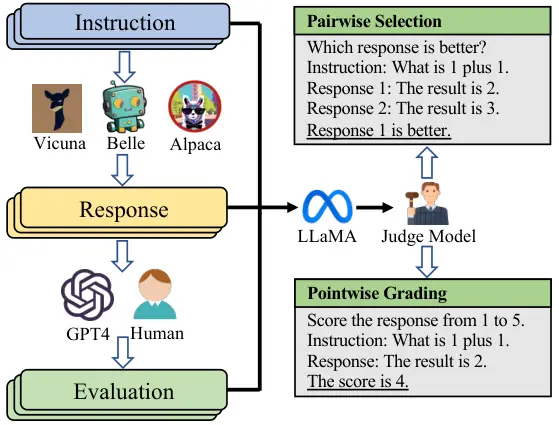 Instruction
Vicuna Belle Alpaca
Response
GPT4 Human
Evaluation
LLaMA Judge Model
Pairwise Selection
Which response is better?
Instruction: What is 1 plus 1.
Response 1: The result is 2.
Response 2: The result is 3.
Response 1 is better.
Pointwise Grading
Score the response from 1 to 5.
Instruction: What is 1 plus 1.
Response: The result is 2.
The score is 4.